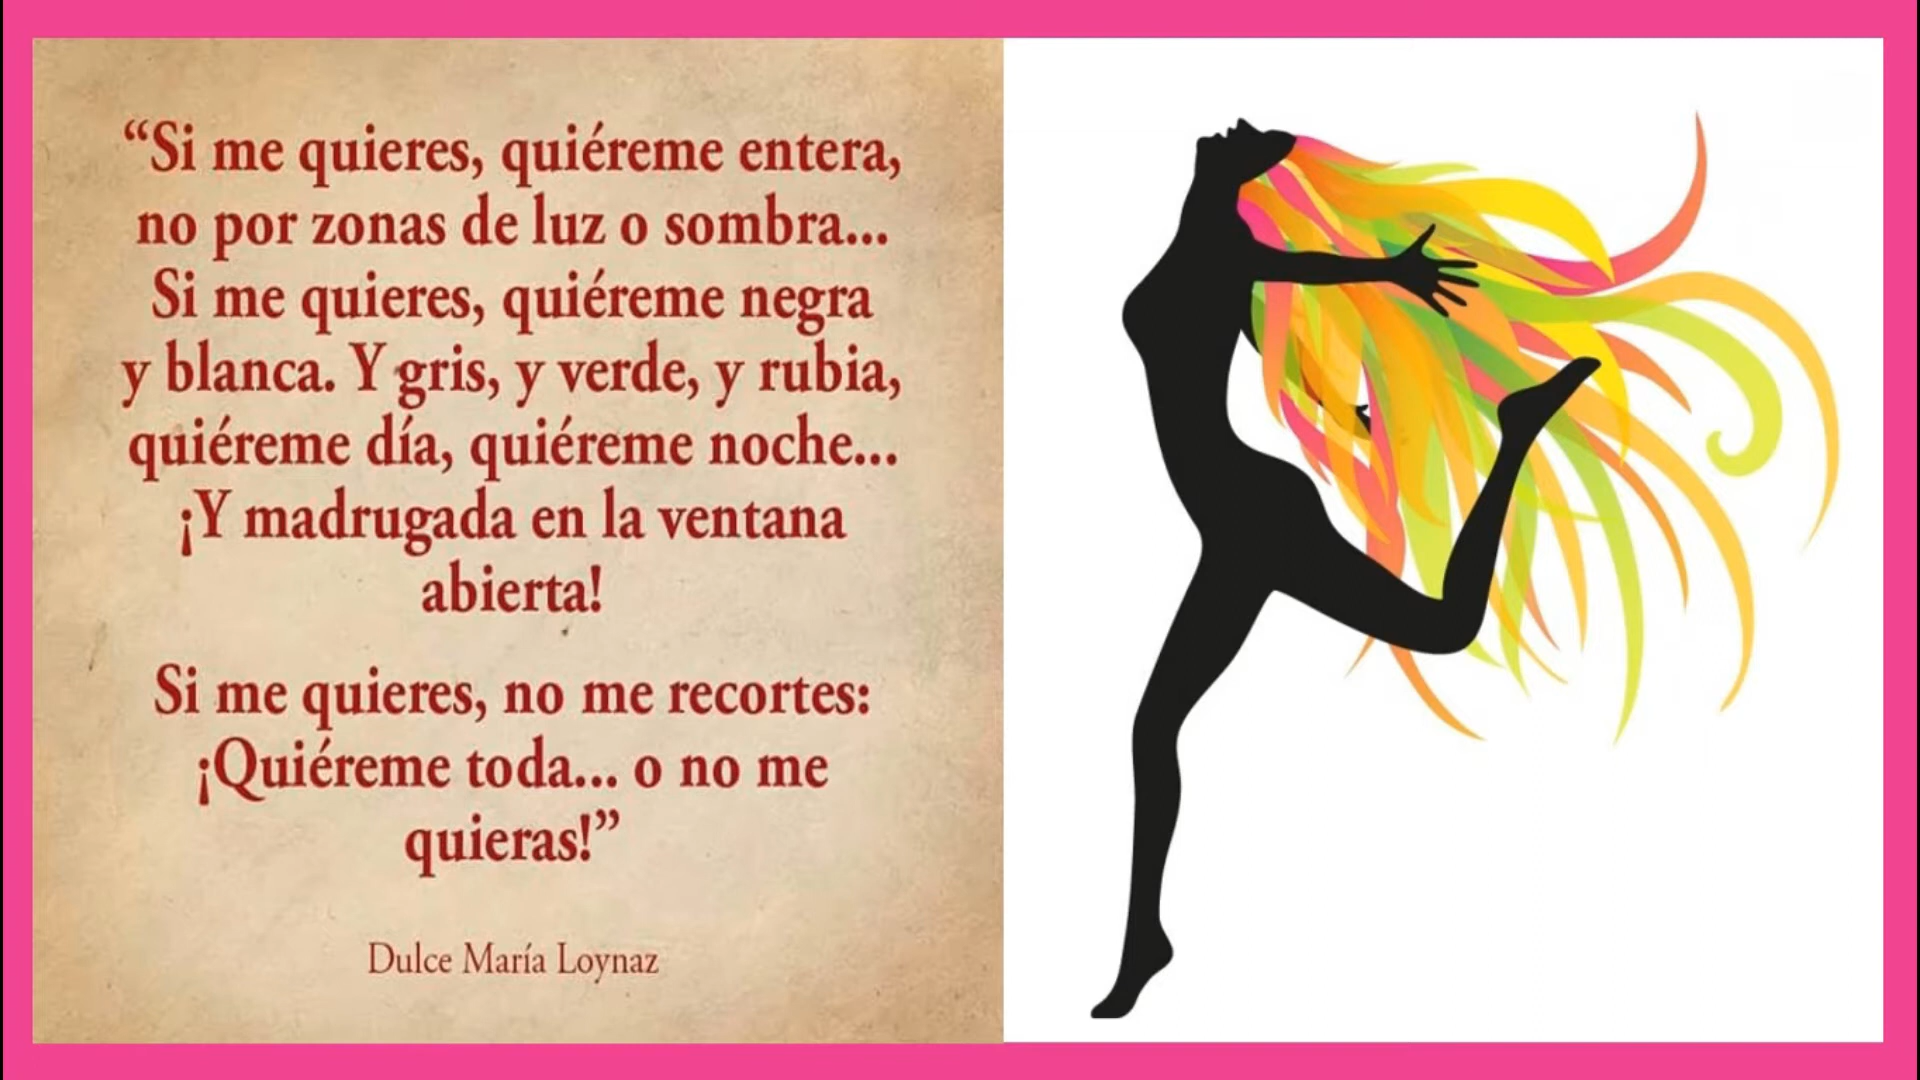 “Si me quieres, quiéreme entera,
no por zonas de luz o sombra...
Si me quieres, quiéreme negra
y blanca. Y gris, y verde, y rubia,
quiéreme día, quiéreme noche...
¡Y madrugada en la ventana
abierta!
Si me quieres, no me recortes:
¡Quiéreme toda... o no me
quieras!”
Dulce María Loynaz